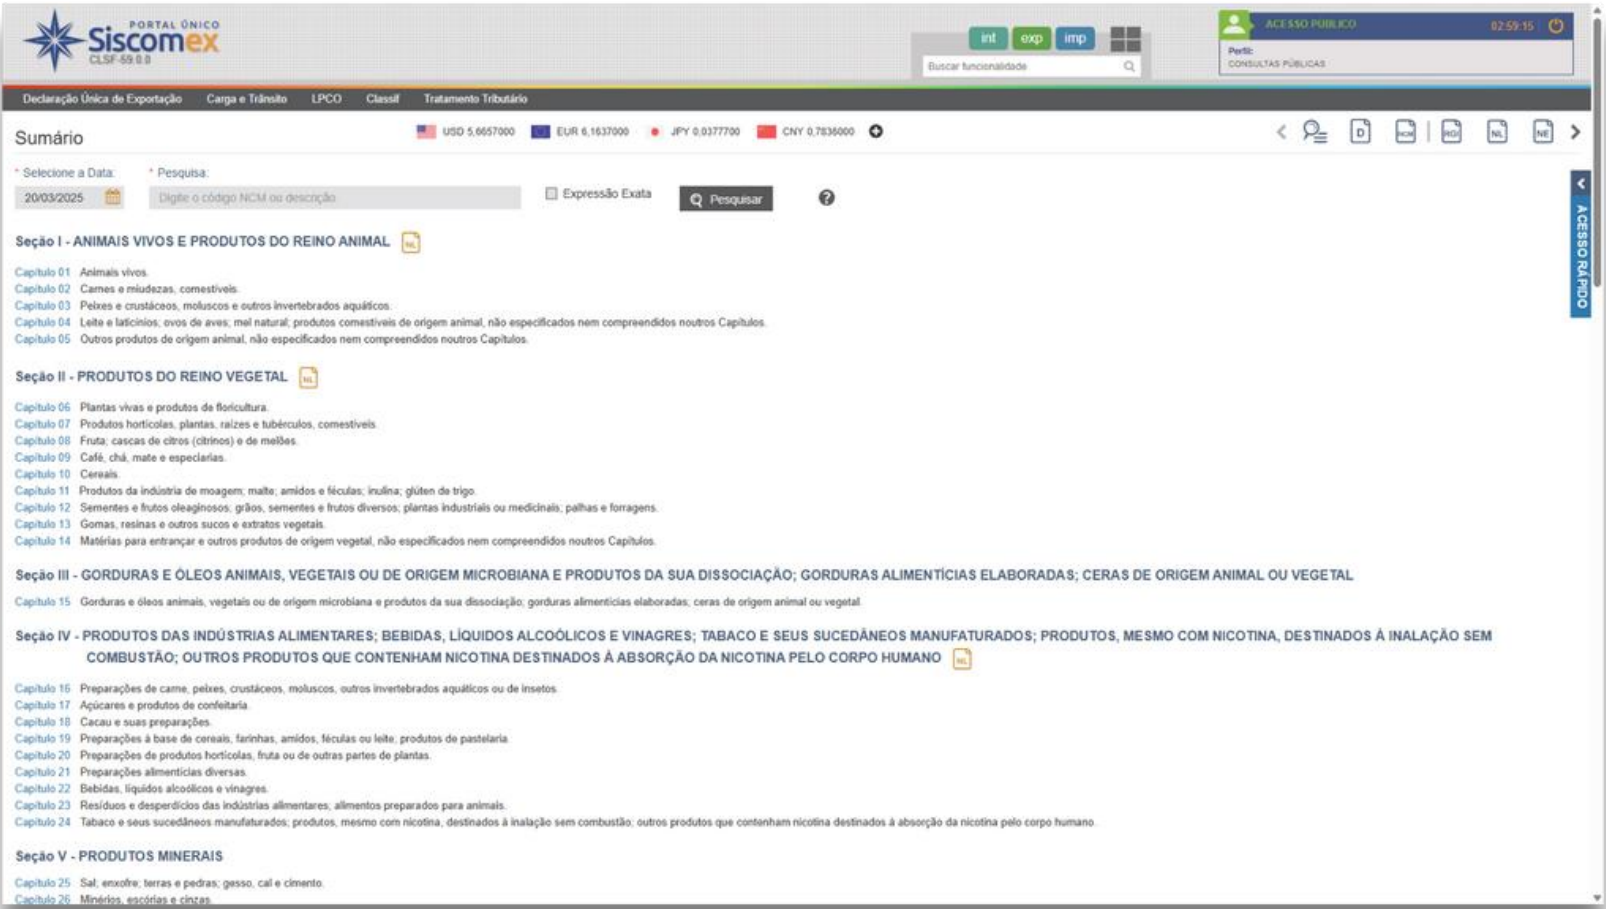 PORTAL ÚNICO
Siscomex
CLSF-59.0.0
int exp imp
Buscar funcionalidade
ACESSO PÚBLICO 02:59:15
Perfil:
CONSULTAS PÚBLICAS
Declaração Única de Exportação Carga e Trânsito LPCO Classif Tratamento Tributário
Sumário
USD 5,6657000 EUR 6,1637000 JPY 0,0377700 CNY 0,7836000
D NCM RGI NL NE
* Selecione a Data: * Pesquisa:
20/03/2025 Digite o código NCM ou descrição Expressão Exata Pesquisar ?
ACESSO RÁPIDO
Seção I - ANIMAIS VIVOS E PRODUTOS DO REINO ANIMAL NL
Capítulo 01 Animais vivos.
Capítulo 02 Carnes e miudezas, comestíveis.
Capítulo 03 Peixes e crustáceos, moluscos e outros invertebrados aquáticos.
Capítulo 04 Leite e laticínios; ovos de aves; mel natural; produtos comestíveis de origem animal, não especificados nem compreendidos noutros Capítulos.
Capítulo 05 Outros produtos de origem animal, não especificados nem compreendidos noutros Capítulos.
Seção II - PRODUTOS DO REINO VEGETAL NL
Capítulo 06 Plantas vivas e produtos de floricultura.
Capítulo 07 Produtos hortícolas, plantas, raízes e tubérculos, comestíveis.
Capítulo 08 Fruta; cascas de citros (citrinos) e de melões.
Capítulo 09 Café, chá, mate e especiarias.
Capítulo 10 Cereais.
Capítulo 11 Produtos da indústria de moagem; malte; amidos e féculas; inulina; glúten de trigo.
Capítulo 12 Sementes e frutos oleaginosos; grãos, sementes e frutos diversos; plantas industriais ou medicinais; palhas e forragens.
Capítulo 13 Gomas, resinas e outros sucos e extratos vegetais.
Capítulo 14 Matérias para entrançar e outros produtos de origem vegetal, não especificados nem compreendidos noutros Capítulos.
Seção III - GORDURAS E ÓLEOS ANIMAIS, VEGETAIS OU DE ORIGEM MICROBIANA E PRODUTOS DA SUA DISSOCIAÇÃO; GORDURAS ALIMENTÍCIAS ELABORADAS; CERAS DE ORIGEM ANIMAL OU VEGETAL
Capítulo 15 Gorduras e óleos animais, vegetais ou de origem microbiana e produtos da sua dissociação; gorduras alimentícias elaboradas; ceras de origem animal ou vegetal.
Seção IV - PRODUTOS DAS INDÚSTRIAS ALIMENTARES; BEBIDAS, LÍQUIDOS ALCOÓLICOS E VINAGRES; TABACO E SEUS SUCEDÂNEOS MANUFATURADOS; PRODUTOS, MESMO COM NICOTINA, DESTINADOS À INALAÇÃO SEM
COMBUSTÃO; OUTROS PRODUTOS QUE CONTENHAM NICOTINA DESTINADOS À ABSORÇÃO DA NICOTINA PELO CORPO HUMANO NL
Capítulo 16 Preparações de carne, peixes, crustáceos, moluscos, outros invertebrados aquáticos ou de insetos.
Capítulo 17 Açúcares e produtos de confeitaria.
Capítulo 18 Cacau e suas preparações.
Capítulo 19 Preparações à base de cereais, farinhas, amidos, féculas ou leite; produtos de pastelaria.
Capítulo 20 Preparações de produtos hortícolas, fruta ou de outras partes de plantas.
Capítulo 21 Preparações alimentícias diversas.
Capítulo 22 Bebidas, líquidos alcoólicos e vinagres.
Capítulo 23 Resíduos e desperdícios das indústrias alimentares; alimentos preparados para animais.
Capítulo 24 Tabaco e seus sucedâneos manufaturados; produtos, mesmo com nicotina, destinados à inalação sem combustão; outros produtos que contenham nicotina destinados à absorção da nicotina pelo corpo humano.
Seção V - PRODUTOS MINERAIS
Capítulo 25 Sal; enxofre; terras e pedras; gesso, cal e cimento.
Capítulo 26 Minérios, escórias e cinzas.